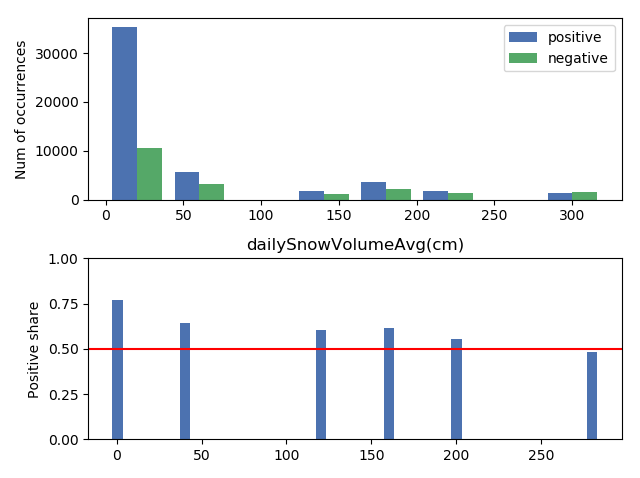 Num of occurrences
30000
20000
10000
0
positive
negative
0 50 100 150 200 250 300
dailySnowVolumeAvg(cm)
Positive share
1.00
0.75
0.50
0.25
0.00
0 50 100 150 200 250